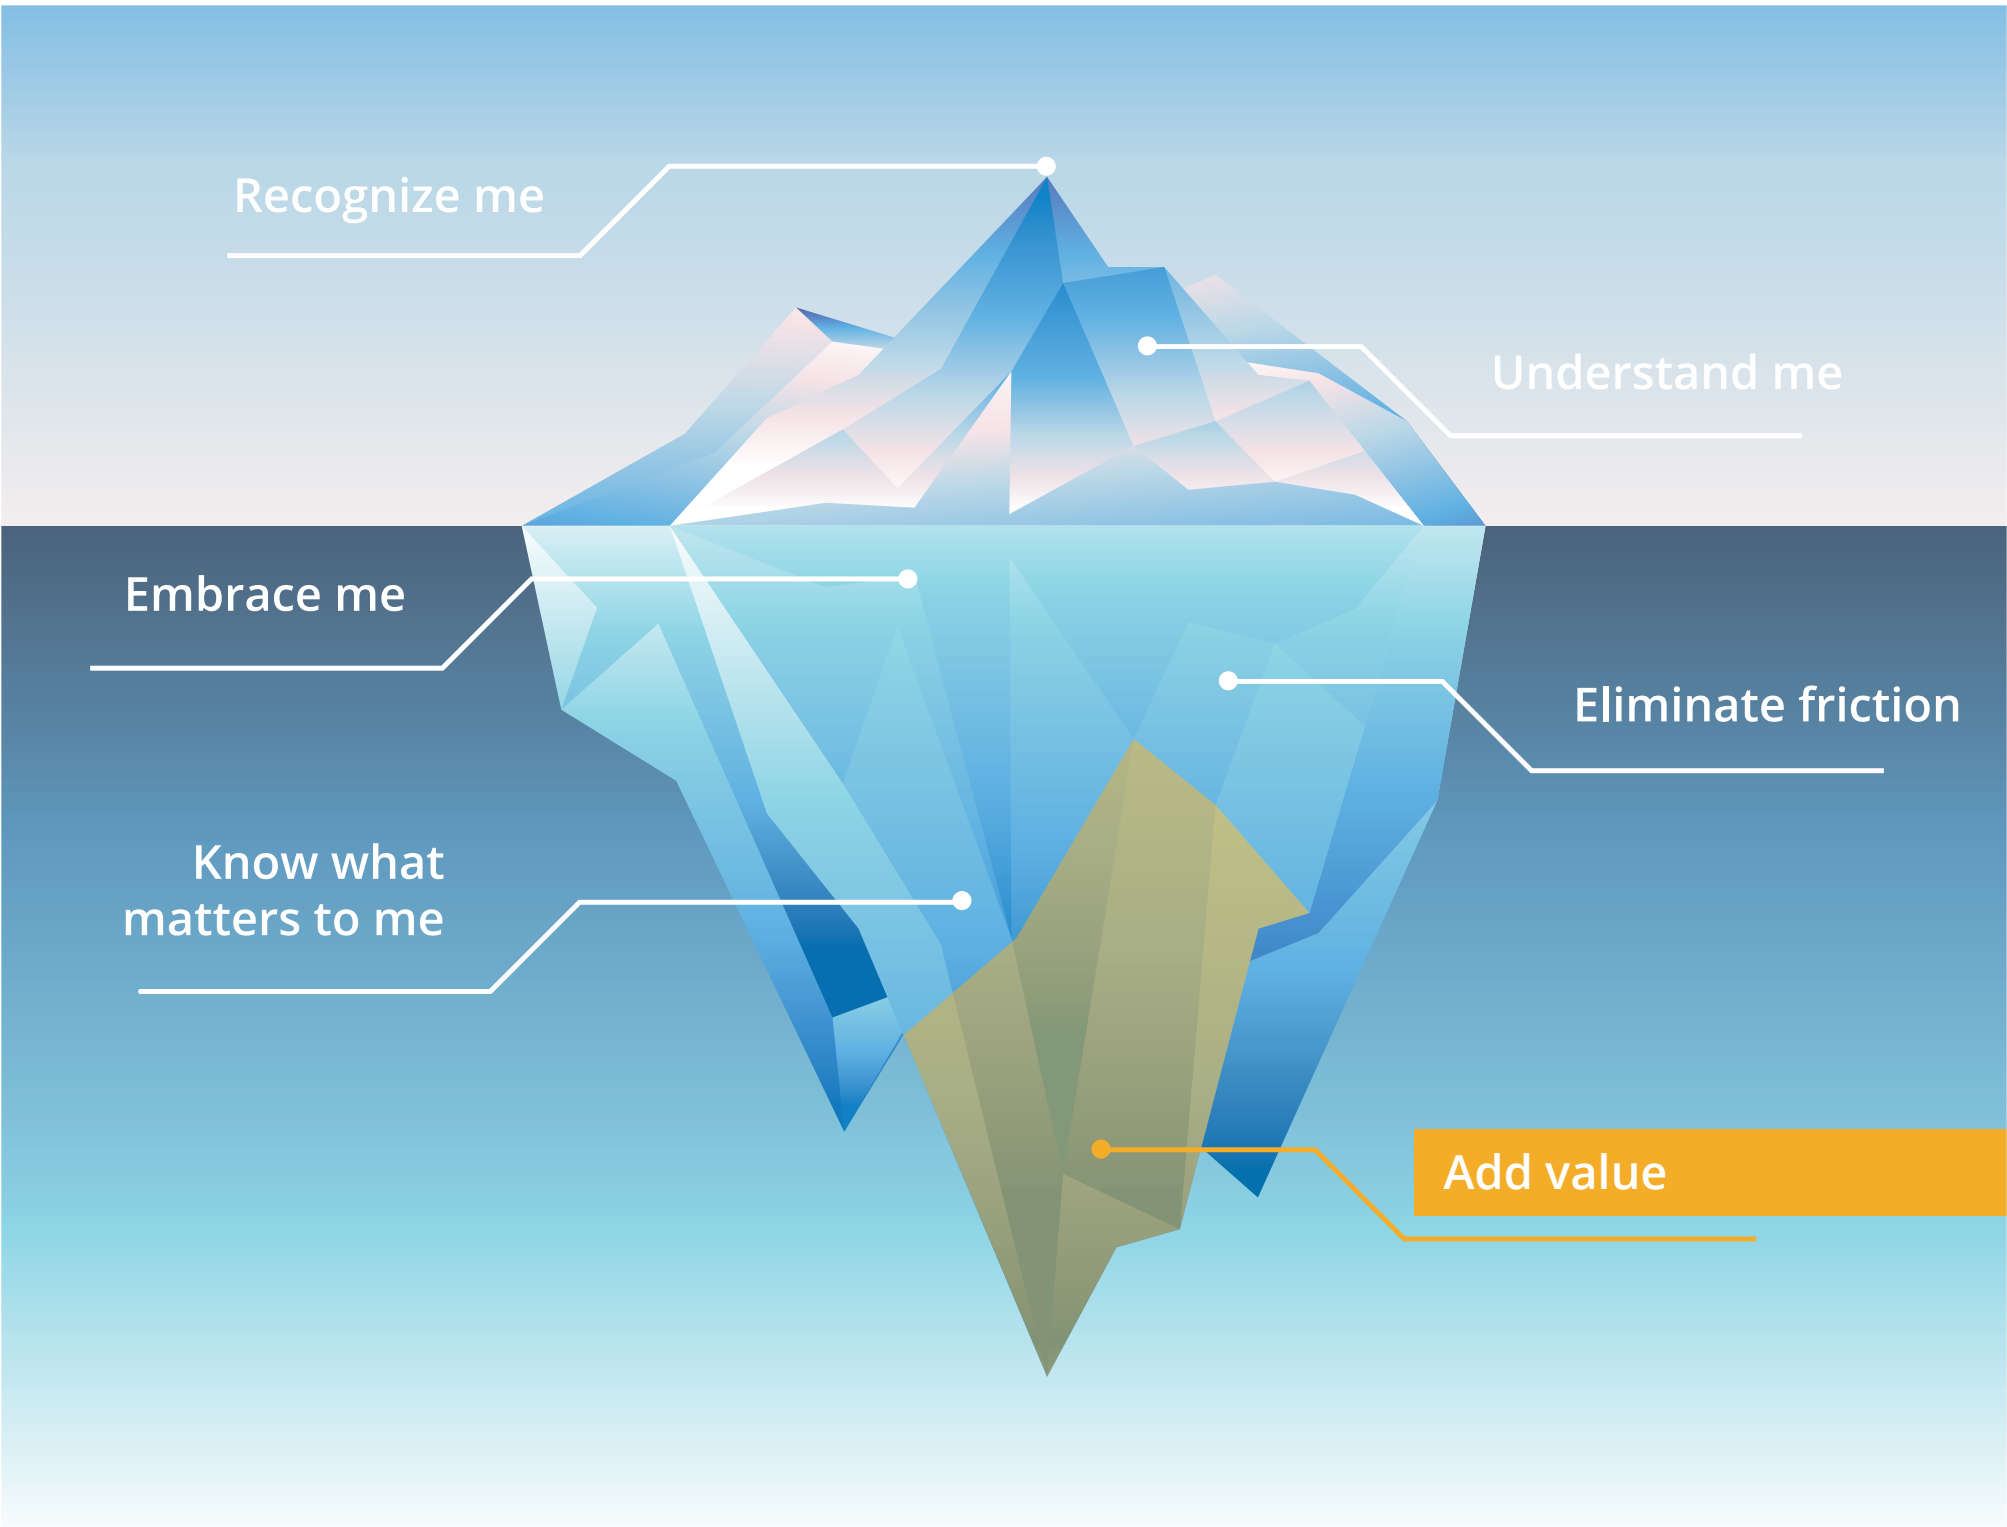 Recognize me
Understand me
Embrace me
Eliminate friction
Know what
matters to me
Add value